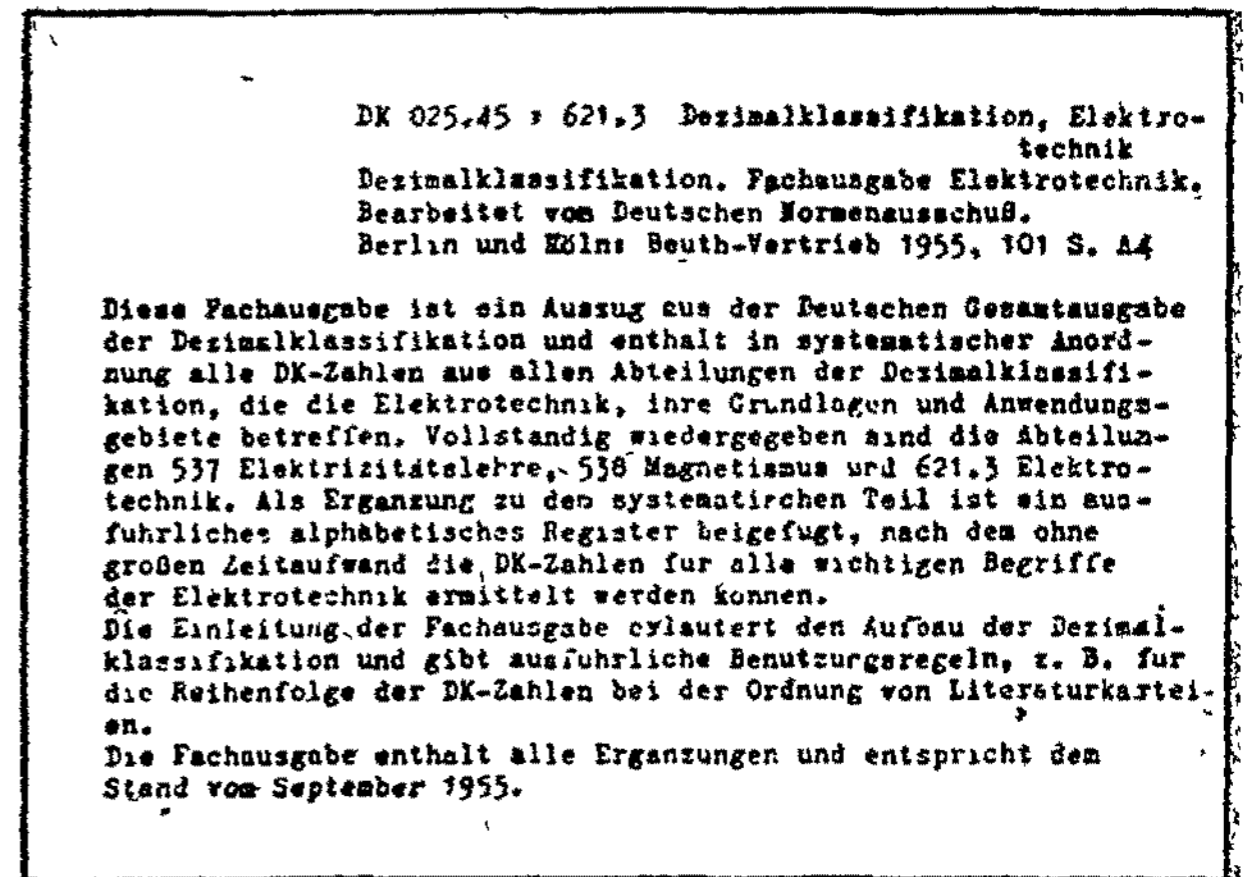 DK 025.45 : 621.3 Dezimalklassifikation, Elektro-
technik
Dezimalklassifikation. Fachausgabe Elektrotechnik.
Bearbeitet vom Deutschen Normenausschuß.
Berlin und Köln: Beuth-Vertrieb 1955, 101 S. A4
Diese Fachausgabe ist ein Auszug aus der Deutschen Gesamtausgabe
der Dezimalklassifikation und enthalt in systematischer Anord-
nung alle DK-Zahlen aus allen Abteilungen der Dezimalklassifi-
kation, die die Elektrotechnik, ihre Grundlagen und Anwendungs-
gebiete betreffen. Vollstandig wiedergegeben sind die Abteilun-
gen 537 Elektrizitätslehre, 538 Magnetismus und 621.3 Elektro-
technik. Als Erganzung zu dem systematischen Teil ist ein aus-
fuhrliches alphabetisches Register beigefugt, nach dem ohne
großen Zeitaufwand die DK-Zahlen fur alle wichtigen Begriffe
der Elektrotechnik ermittelt werden konnen.
Die Einleitung der Fachausgabe erlautert den Aufbau der Dezimal-
klassifikation und gibt ausfuhrliche Benutzungsregeln, z. B. fur
die Reihenfolge der DK-Zahlen bei der Ordnung von Literaturkartei-
en.
Die Fachausgabe enthalt alle Erganzungen und entspricht dem
Stand vom September 1955.